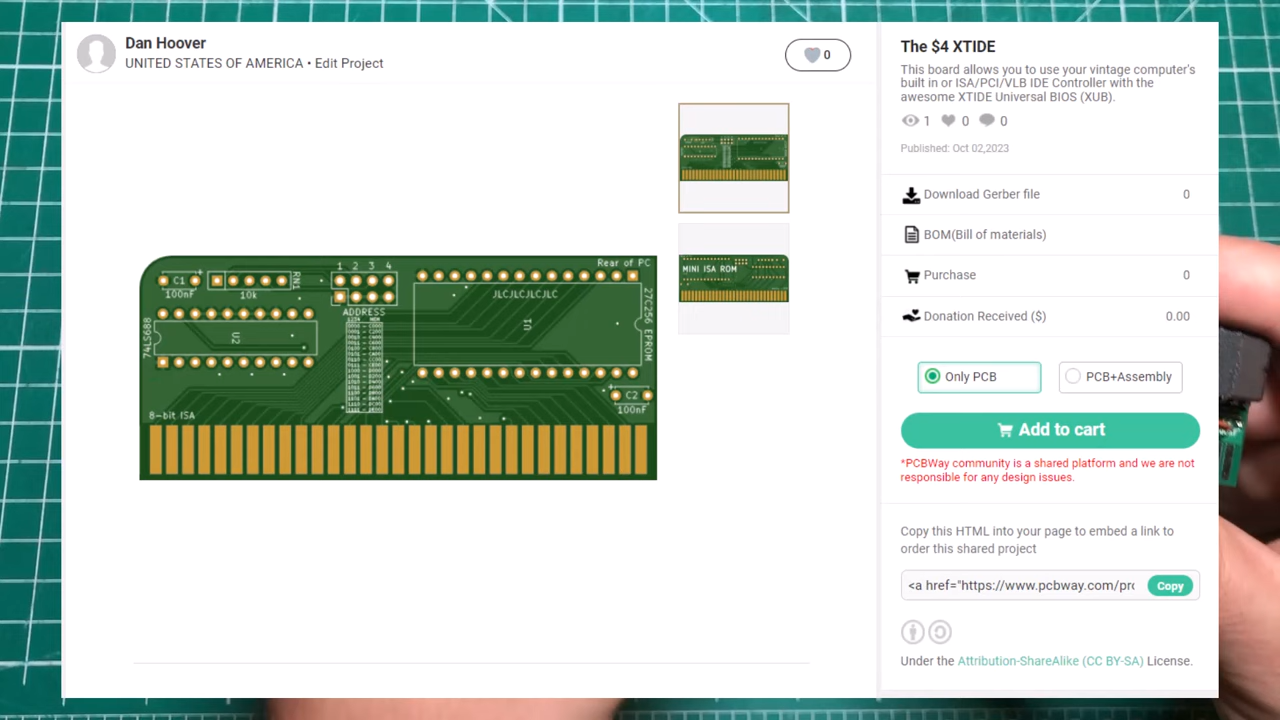 Dan Hoover
UNITED STATES OF AMERICA • Edit Project
0
1 2 3 4
Rear of PC
C1
+
100nF
10k
RN1
JLCJLCJLCJLC
ADDRESS
74LS688
U2
U1
27C256 EPROM
C2
100nF
8-bit ISA
MINI ISA ROM
The $4 XTIDE
This board allows you to use your vintage computer's
built in or ISA/PCI/VLB IDE Controller with the
awesome XTIDE Universal BIOS (XUB).
1 0 0
Published: Oct 02,2023
Download Gerber file 0
BOM(Bill of materials)
Purchase 0
Donation Received ($) 0.00
Only PCB PCB+Assembly
Add to cart
*PCBWay community is a shared platform and we are not
responsible for any design issues.
Copy this HTML into your page to embed a link to
order this shared project
<a href="https://www.pcbway.com/pro Copy
Under the Attribution-ShareAlike (CC BY-SA) License.